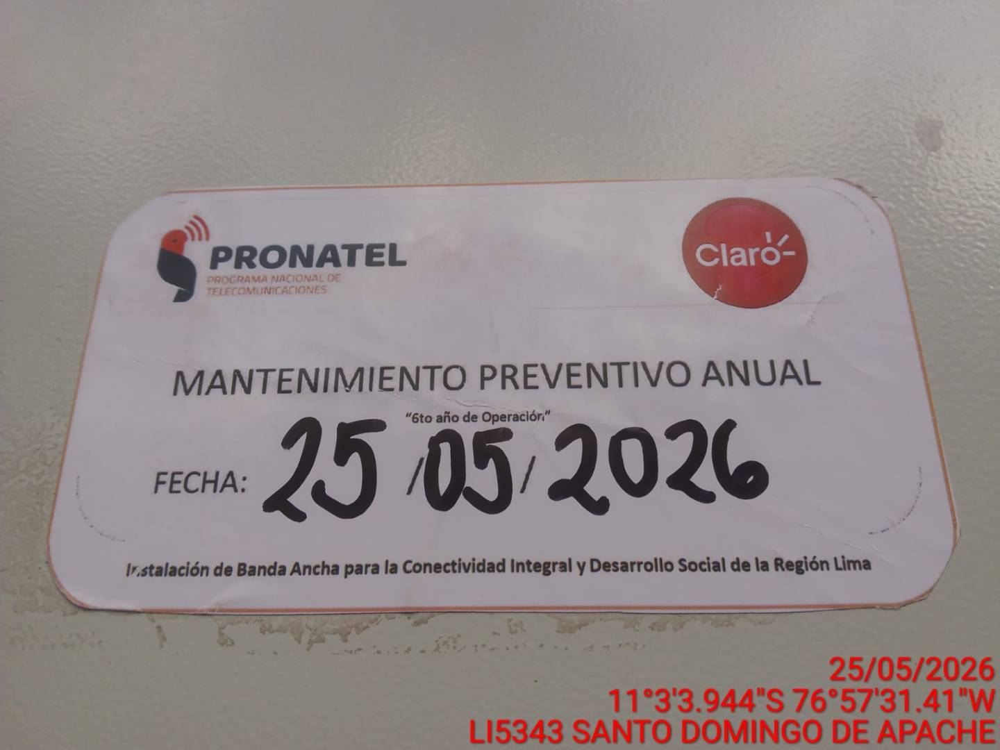 PRONATEL
PROGRAMA NACIONAL DE
TELECOMUNICACIONES
Claro
MANTENIMIENTO PREVENTIVO ANUAL
"6to año de Operación"
FECHA: 25/05/2026
Instalación de Banda Ancha para la Conectividad Integral y Desarrollo Social de la Región Lima
25/05/2026
11°3'3.944"S 76°57'31.41"W
LI5343 SANTO DOMINGO DE APACHE